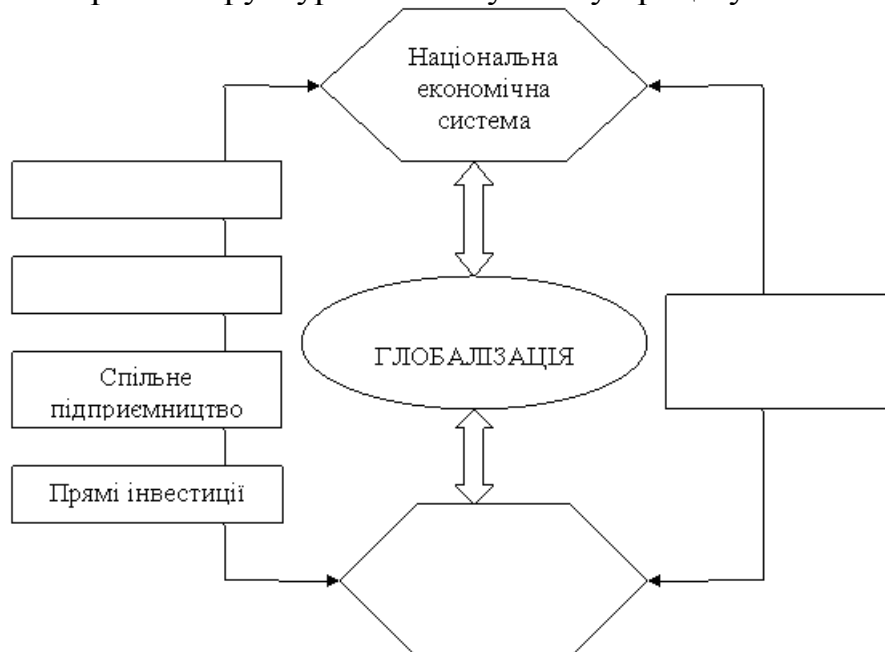 Національна
економічна
система
ГЛОБАЛІЗАЦІЯ
Спільне
підприємництво
Прямі інвестиції